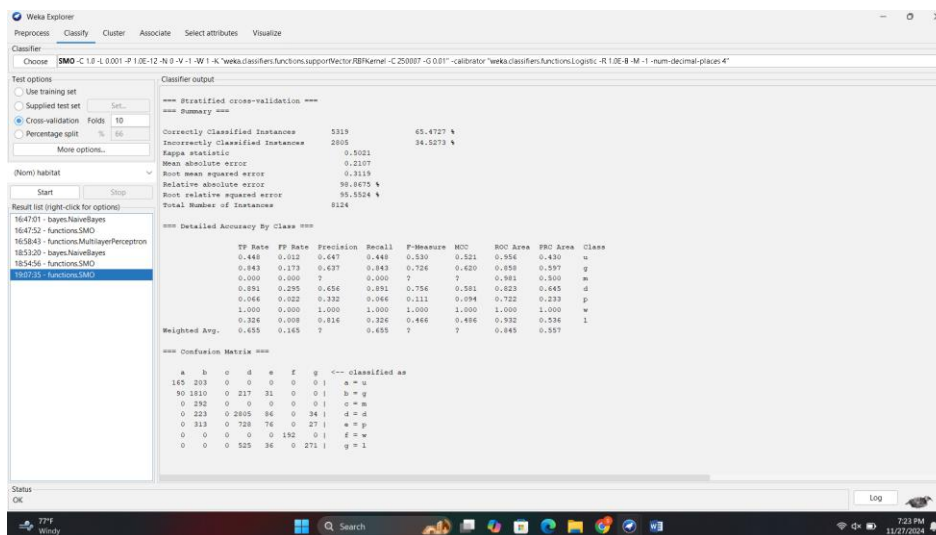 Weka Explorer
Preprocess Classify Cluster Associate Select attributes Visualize
Classifier
Choose SMO -C 1.0 -L 0.001 -P 1.0E-12 -N 0 -V -1 -W 1 -K "weka.classifiers.functions.supportVector.RBFKernel -C 250007 -G 0.01" -calibrator "weka.classifiers.functions.Logistic -R 1.0E-8 -M -1 -num-decimal-places 4"
Test options
Use training set
Supplied test set Set...
Cross-validation Folds 10
Percentage split % 66
More options...
(Nom) habitat
Start Stop
Result list (right-click for options)
16:47:01 - bayes.NaiveBayes
16:47:52 - functions.SMO
16:58:43 - functions.MultilayerPerceptron
18:53:20 - bayes.NaiveBayes
18:54:56 - functions.SMO
19:07:35 - functions.SMO
Classifier output
=== Stratified cross-validation ===
=== Summary ===
Correctly Classified Instances 5319 65.4727 %
Incorrectly Classified Instances 2805 34.5273 %
Kappa statistic 0.5021
Mean absolute error 0.2107
Root mean squared error 0.3119
Relative absolute error 98.8675 %
Root relative squared error 95.5524 %
Total Number of Instances 8124
=== Detailed Accuracy By Class ===
TP Rate FP Rate Precision Recall F-Measure MCC ROC Area PRC Area Class
0.448 0.012 0.647 0.448 0.530 0.521 0.956 0.430 u
0.843 0.173 0.637 0.843 0.726 0.620 0.858 0.597 g
0.000 0.000 ? 0.000 ? ? 0.981 0.500 m
0.891 0.295 0.656 0.891 0.756 0.581 0.823 0.645 d
0.066 0.022 0.332 0.066 0.111 0.094 0.722 0.233 p
1.000 0.000 1.000 1.000 1.000 1.000 1.000 1.000 w
0.326 0.008 0.816 0.326 0.466 0.486 0.932 0.536 l
Weighted Avg. 0.655 0.165 ? 0.655 ? ? 0.845 0.557
=== Confusion Matrix ===
a b c d e f g <-- classified as
165 203 0 0 0 0 0 | a = u
90 1810 0 217 31 0 0 | b = g
0 292 0 0 0 0 0 | c = m
0 223 0 2805 86 0 34 | d = d
0 313 0 728 76 0 27 | e = p
0 0 0 0 0 192 0 | f = w
0 0 0 525 36 0 271 | g = l
Status
OK
Log
77°F
Windy
Search
7:23 PM
11/27/2024